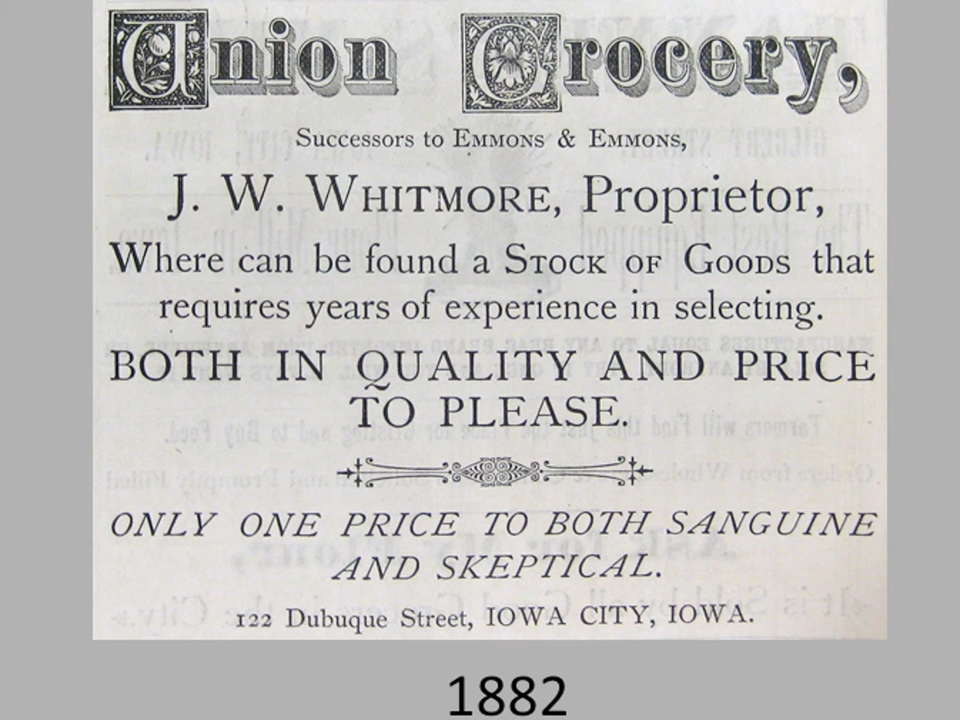 Union Grocery,
Successors to EMMONS & EMMONS,
J. W. WHITMORE, Proprietor,
Where can be found a STOCK OF GOODS that
requires years of experience in selecting.
BOTH IN QUALITY AND PRICE
TO PLEASE.
ONLY ONE PRICE TO BOTH SANGUINE
AND SKEPTICAL.
122 Dubuque Street, IOWA CITY, IOWA.
1882